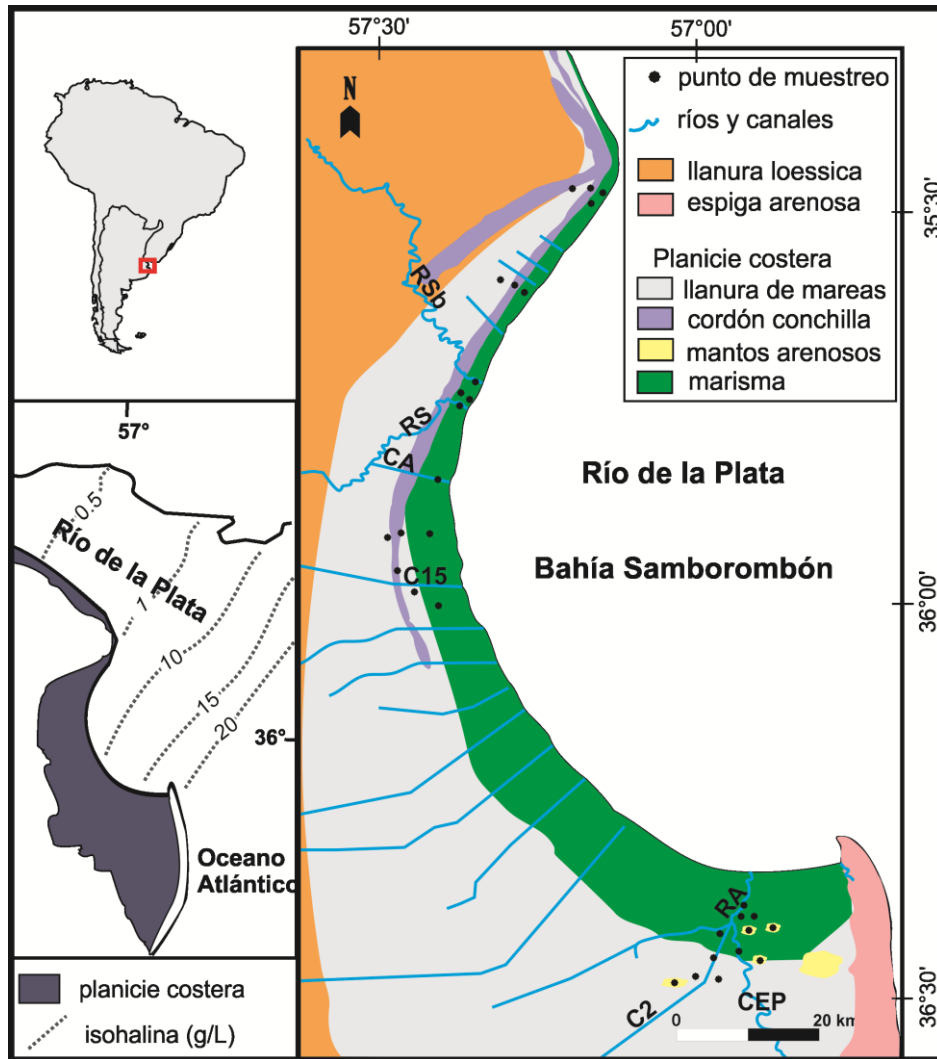 57°30'
57°00'
N
punto de muestreo
ríos y canales
llanura loessica
espiga arenosa
Planicie costera
llanura de mareas
cordón conchilla
mantos arenosos
marisma
35°30'
RSb
RS
CA
Río de la Plata
Bahía Samborombón
C15
36°00'
RA
C2
CEP
36°30'
0
20 km
57°
0.5
Río de la Plata
1
10
15
20
36°
Oceano
Atlántico
planicie costera
isohalina (g/L)